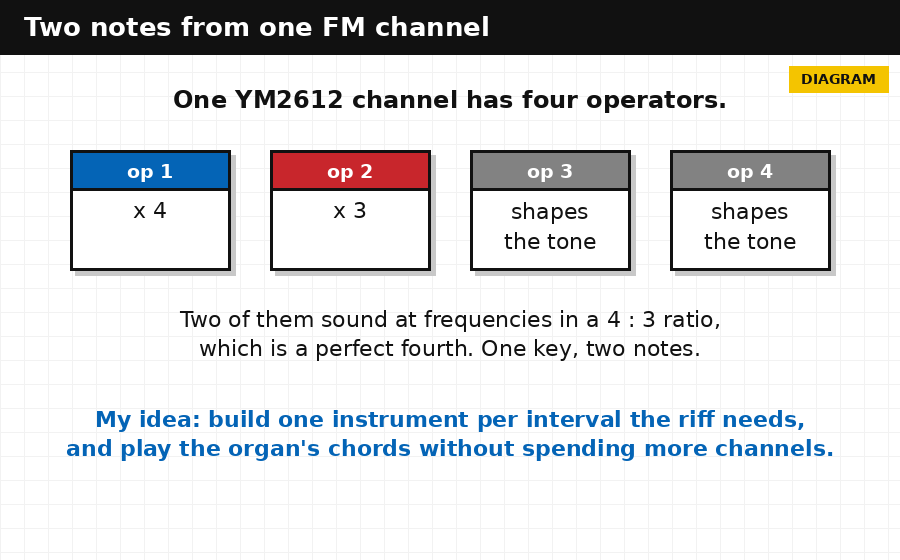 Two notes from one FM channel
DIAGRAM
One YM2612 channel has four operators.
op 1
x 4
op 2
x 3
op 3
shapes
the tone
op 4
shapes
the tone
Two of them sound at frequencies in a 4 : 3 ratio,
which is a perfect fourth. One key, two notes.
My idea: build one instrument per interval the riff needs,
and play the organ's chords without spending more channels.